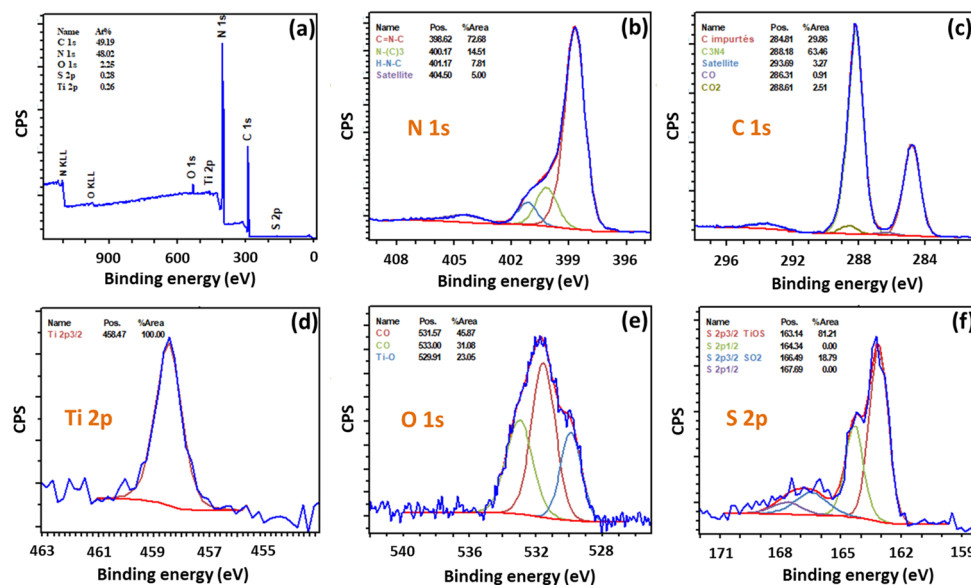 (a)
Name At%
C 1s 49.19
N 1s 48.02
O 1s 2.25
S 2p 0.28
Ti 2p 0.26
N KLL
O KLL
O 1s
Ti 2p
N 1s
C 1s
S 2p
CPS
900 600 300 0
Binding energy (eV)
(b)
Name Pos. %Area
C=N-C 398.62 72.68
N-(C)3 400.17 14.51
H-N-C 401.17 7.81
Satellite 404.50 5.00
N 1s
CPS
408 405 402 399 396
Binding energy (eV)
(c)
Name Pos. %Area
C impurtés 284.81 29.86
C3N4 288.18 63.46
Satellite 293.69 3.27
CO 286.31 0.91
CO2 288.61 2.51
C 1s
CPS
296 292 288 284
Binding energy (eV)
(d)
Name Pos. %Area
Ti 2p3/2 458.47 100.00
Ti 2p
CPS
463 461 459 457 455
Binding energy (eV)
(e)
Name Pos. %Area
CO 531.57 45.87
CO 533.00 31.08
Ti-O 529.91 23.05
O 1s
CPS
540 536 532 528
Binding energy (eV)
(f)
Name Pos. %Area
S 2p3/2 TiOS 163.14 81.21
S 2p1/2 164.34 0.00
S 2p3/2 SO2 166.49 18.79
S 2p1/2 167.69 0.00
S 2p
CPS
171 168 165 162 159
Binding energy (eV)